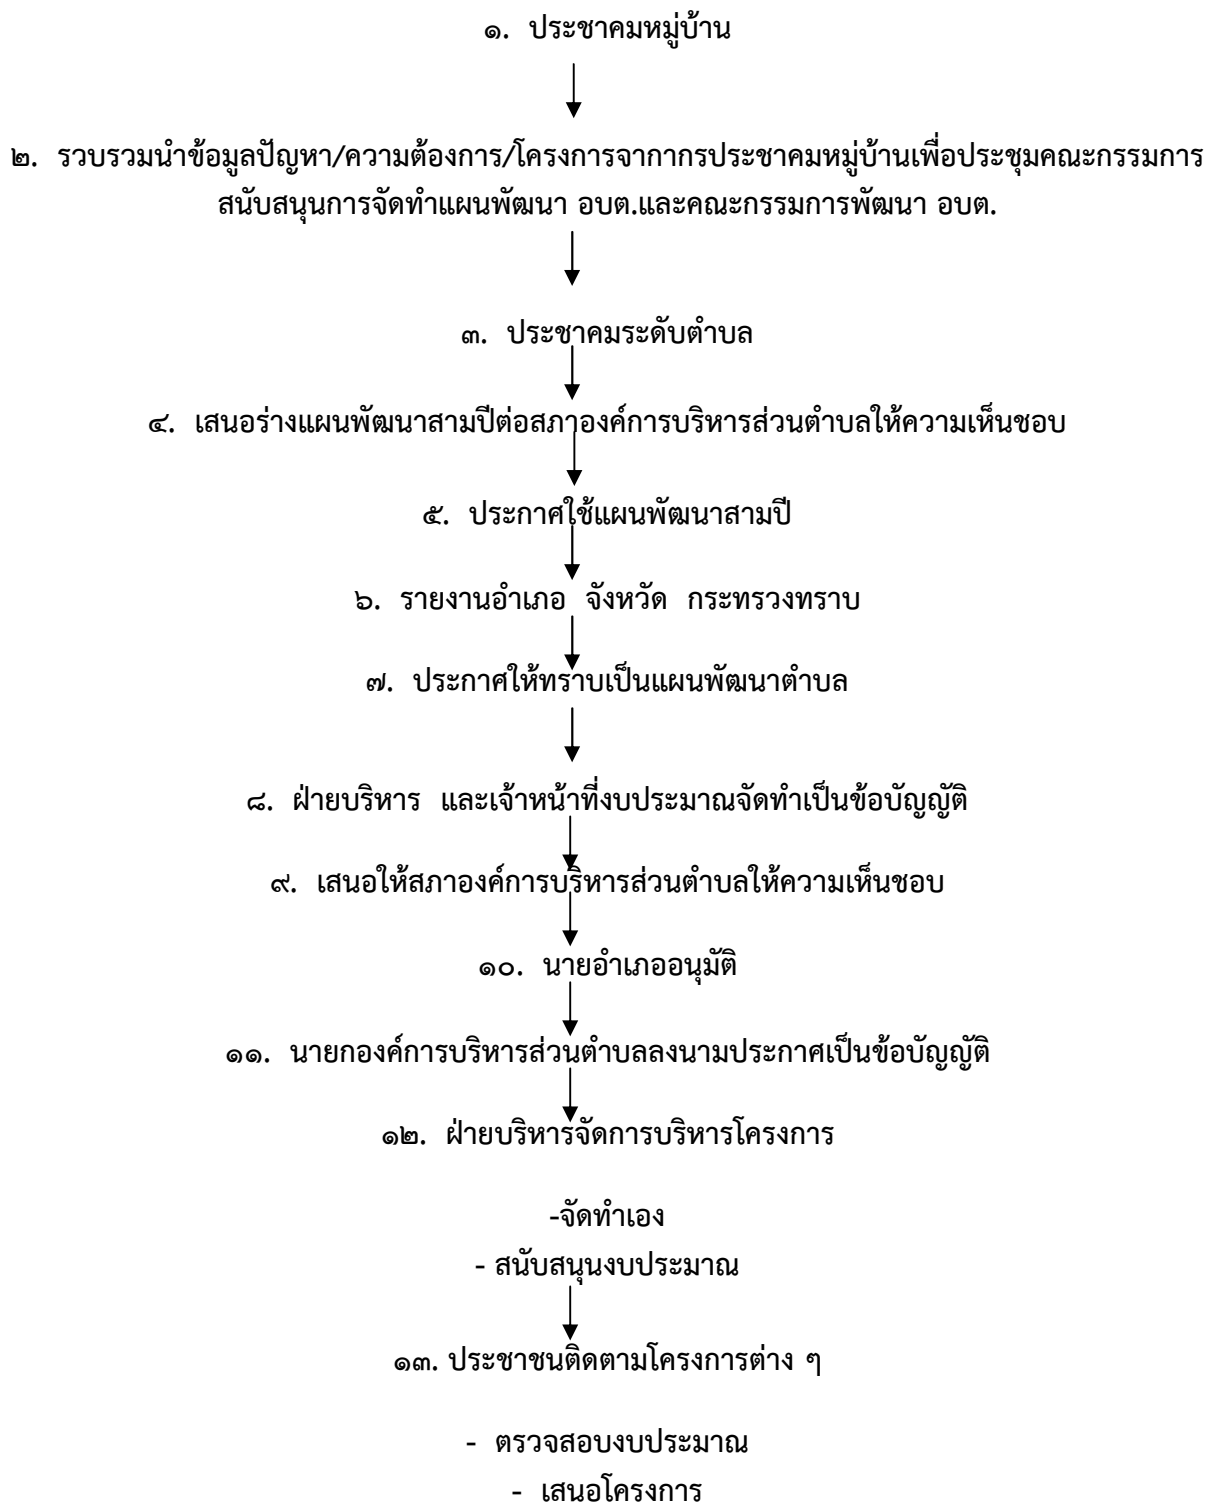 ๑. ประชาคมหมู่บ้าน
๒. รวบรวมนำข้อมูลปัญหา/ความต้องการ/โครงการจากากรประชาคมหมู่บ้านเพื่อประชุมคณะกรรมการ
สนับสนุนการจัดทำแผนพัฒนา อบต.และคณะกรรมการพัฒนา อบต.
๓. ประชาคมระดับตำบล
๔. เสนอร่างแผนพัฒนาสามปีต่อสภาองค์การบริหารส่วนตำบลให้ความเห็นชอบ
๕. ประกาศใช้แผนพัฒนาสามปี
๖. รายงานอำเภอ จังหวัด กระทรวงทราบ
๗. ประกาศให้ทราบเป็นแผนพัฒนาตำบล
๘. ฝ่ายบริหาร และเจ้าหน้าที่งบประมาณจัดทำเป็นข้อบัญญัติ
๙. เสนอให้สภาองค์การบริหารส่วนตำบลให้ความเห็นชอบ
๑๐. นายอำเภออนุมัติ
๑๑. นายกองค์การบริหารส่วนตำบลลงนามประกาศเป็นข้อบัญญัติ
๑๒. ฝ่ายบริหารจัดการบริหารโครงการ
-จัดทำเอง
- สนับสนุนงบประมาณ
๑๓. ประชาชนติดตามโครงการต่าง ๆ
- ตรวจสอบงบประมาณ
- เสนอโครงการ